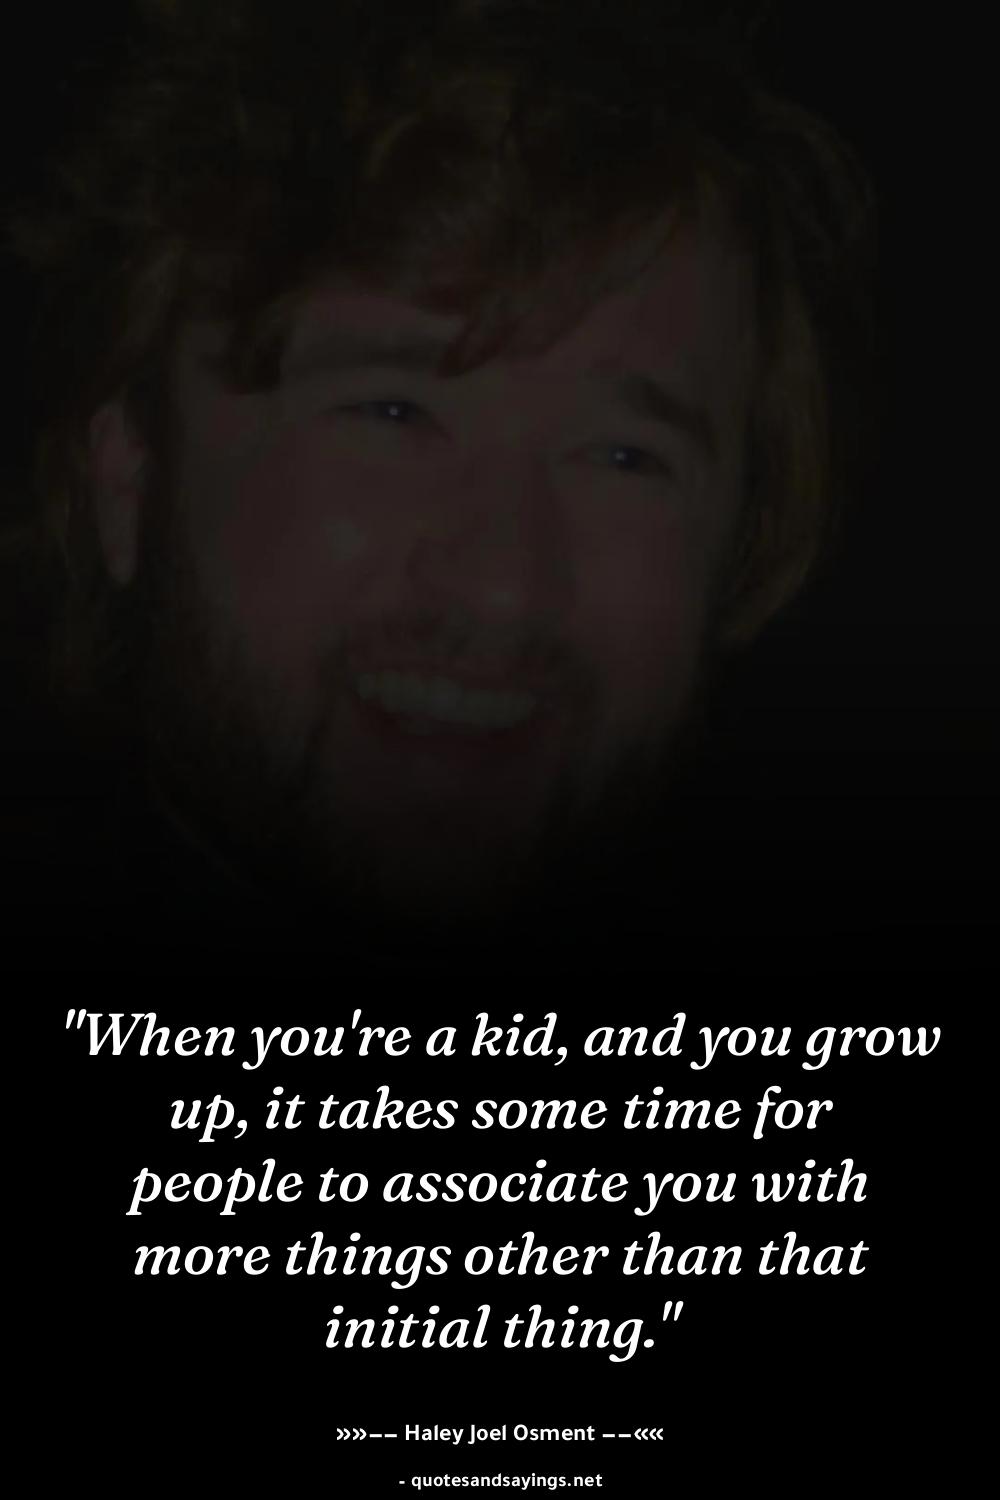 "When you're a kid, and you grow
up, it takes some time for
people to associate you with
more things other than that
initial thing."
»»−− Haley Joel Osment −−««
- quotesandsayings.net